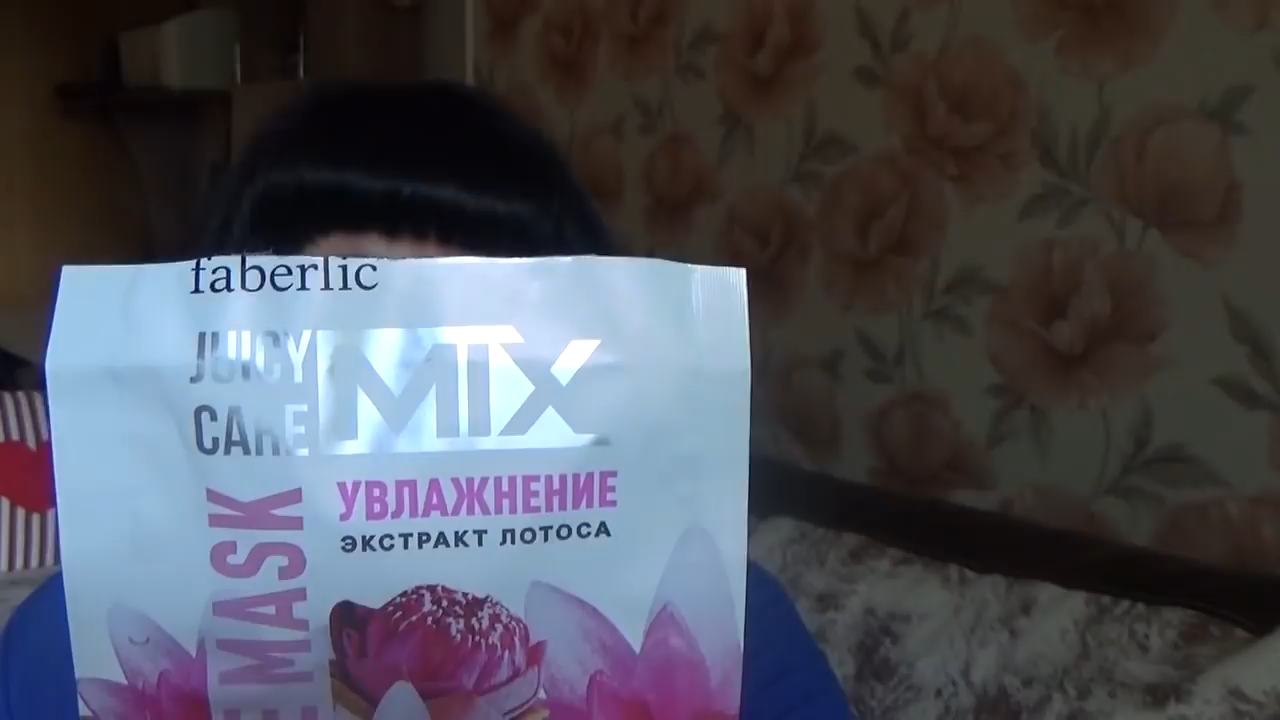 faberlic
JUICY
CARE
MIX
УВЛАЖНЕНИЕ
ЭКСТРАКТ ЛОТОСА
MASK